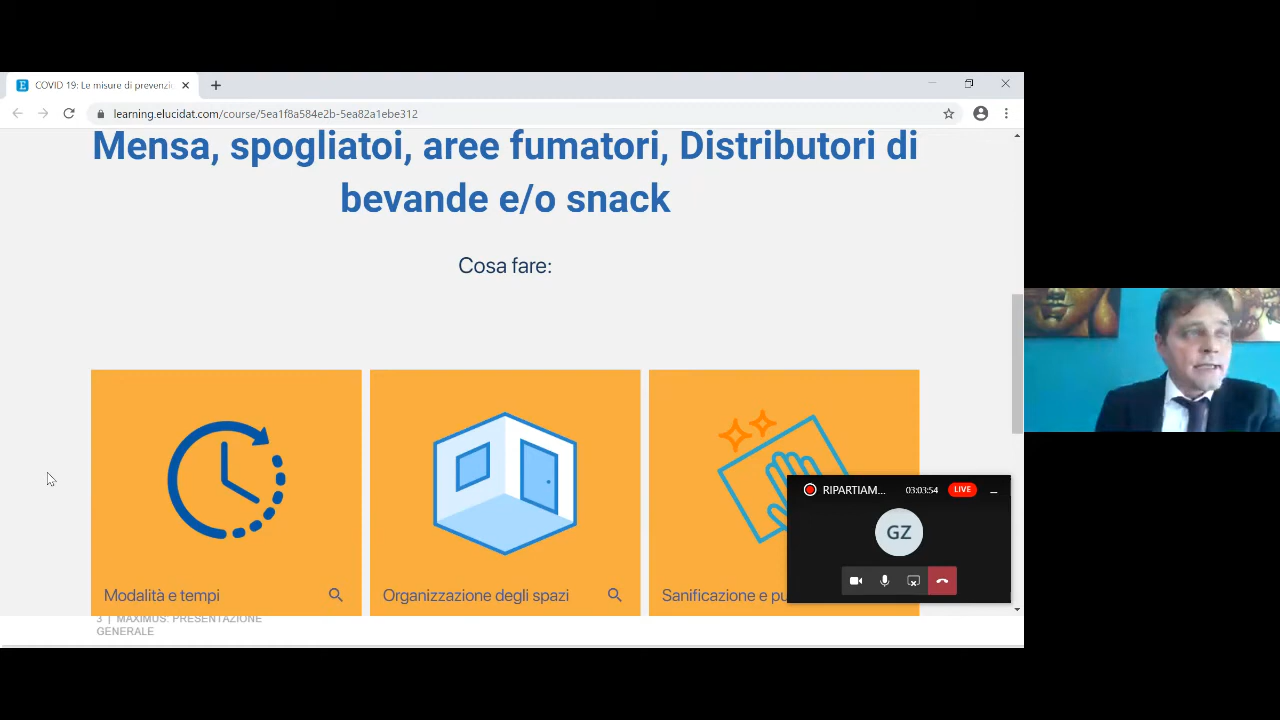 COVID 19: Le misure di prevenzi
learning.elucidat.com/course/5ea1f8a584e2b-5ea82a1ebe312
Mensa, spogliatoi, aree fumatori, Distributori di
bevande e/o snack
Cosa fare:
RIPARTIAM... 03:03:54 LIVE
GZ
Modalità e tempi
Organizzazione degli spazi
Sanificazione e pu
3 | MAXIMUS: PRESENTAZIONE
GENERALE